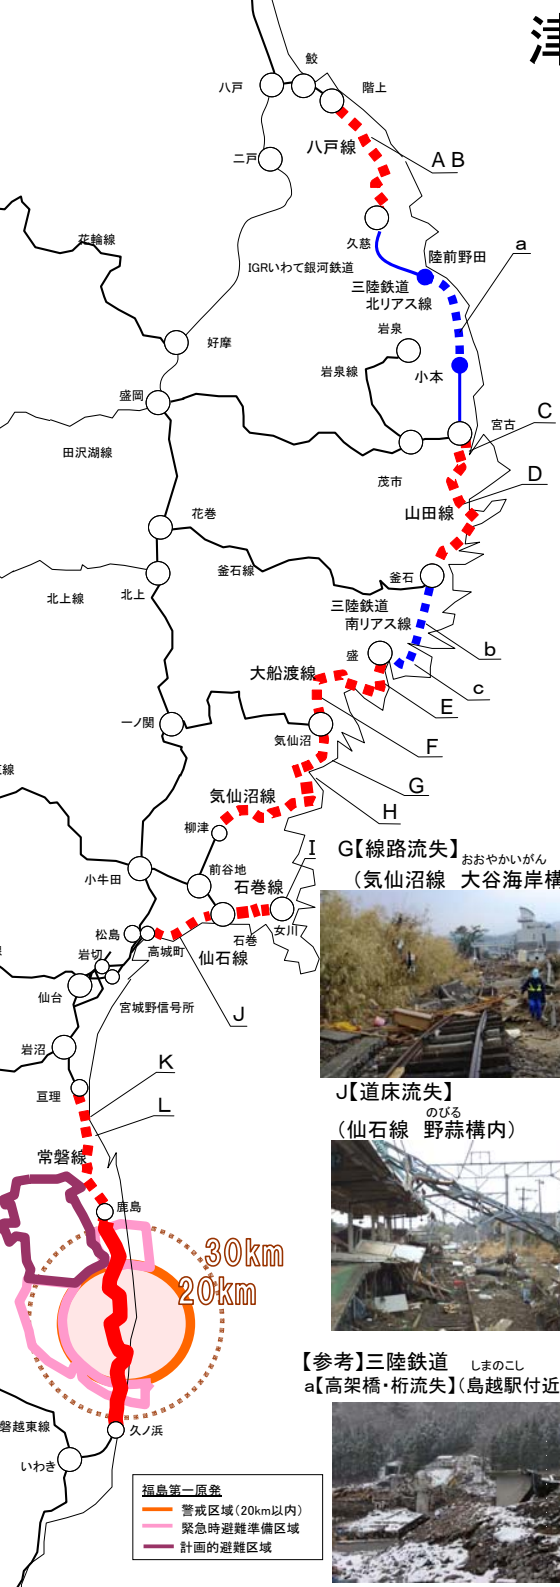 津
鮫
八戸
階上
八戸線
A B
二戸
久慈
花輪線
陸前野田
a
IGRいわて銀河鉄道
三陸鉄道
北リアス線
岩泉
好摩
岩泉線
小本
盛岡
宮古
C
田沢湖線
茂市
D
山田線
花巻
釜石線
釜石
北上線
北上
三陸鉄道
南リアス線
b
盛
c
大船渡線
E
一ノ関
気仙沼
F
線
G
気仙沼線
H
柳津
I
G【線路流失】
おおやかいがん
(気仙沼線 大谷海岸構
小牛田
前谷地
石巻線
松島
高城町
石巻
女川
岩切
仙石線
仙台
宮城野信号所
J
岩沼
K
亘理
J【道床流失】
L
のびる
(仙石線 野蒜構内)
常磐線
鹿島
30km
20km
【参考】三陸鉄道
しまのこし
a【高架橋・桁流失】(島越駅付近
磐越東線
久ノ浜
いわき
福島第一原発
警戒区域(20km以内)
緊急時避難準備区域
計画的避難区域